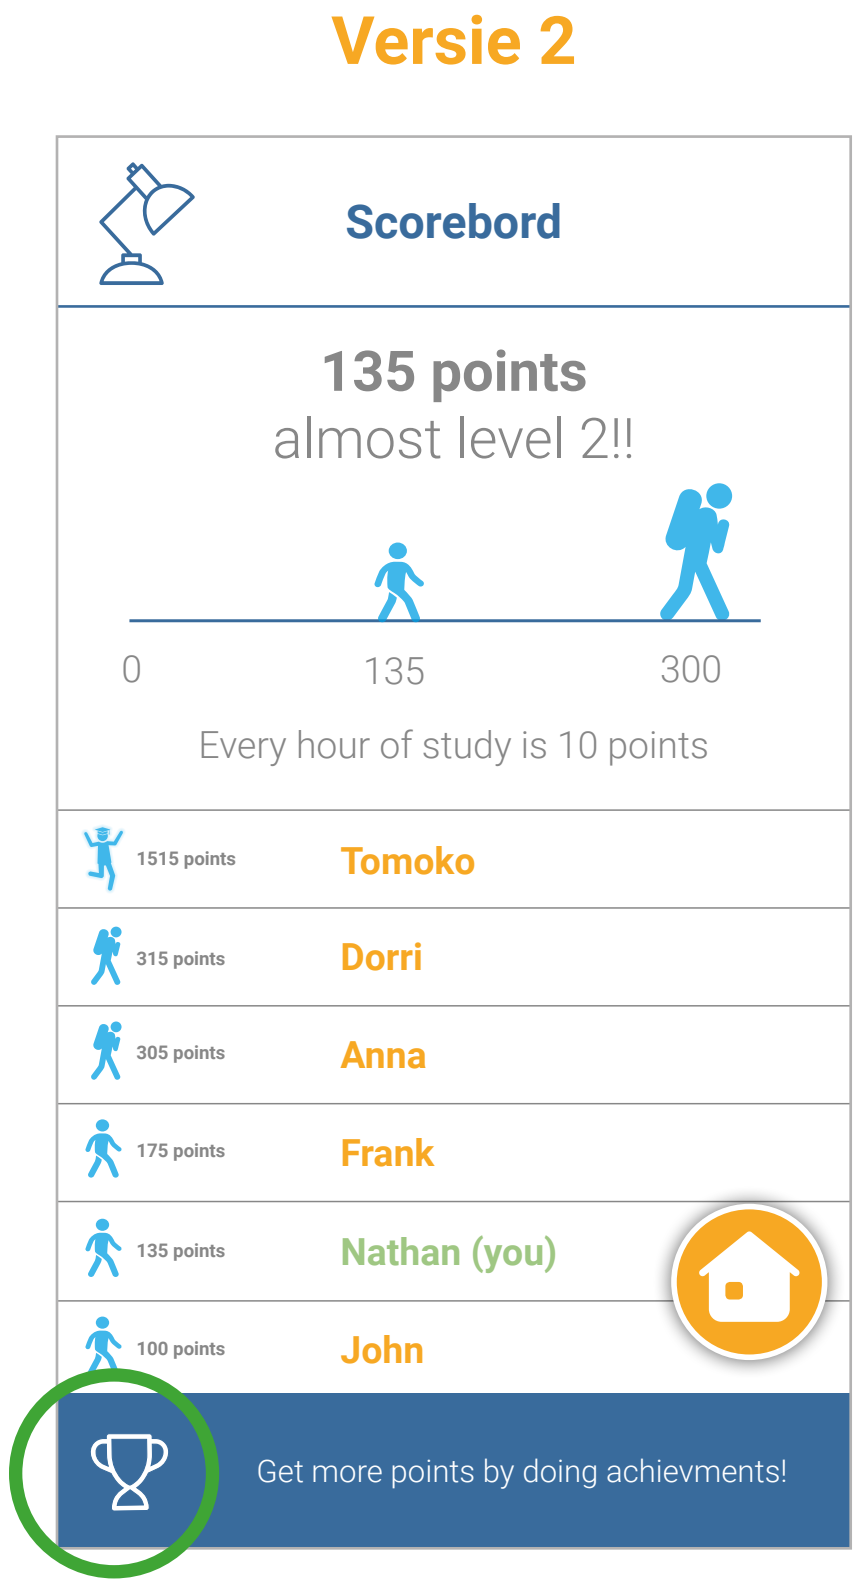 Versie 2
Scorebord
135 points
almost level 2!!
0 135 300
Every hour of study is 10 points
1515 points Tomoko
315 points Dorri
305 points Anna
175 points Frank
135 points Nathan (you)
100 points John
Get more points by doing achievments!